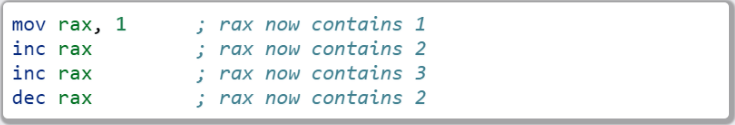 mov rax, 1      ; rax now contains 1
inc rax         ; rax now contains 2
inc rax         ; rax now contains 3
dec rax         ; rax now contains 2